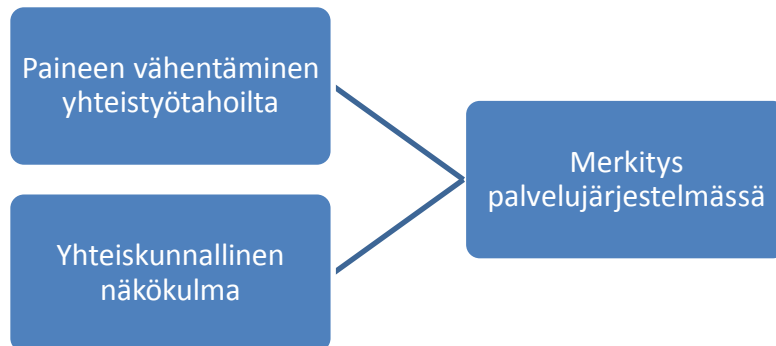 Paineen vähentäminen
yhteistyötahoilta
Merkitys
palvelujärjestelmässä
Yhteiskunnallinen
näkökulma